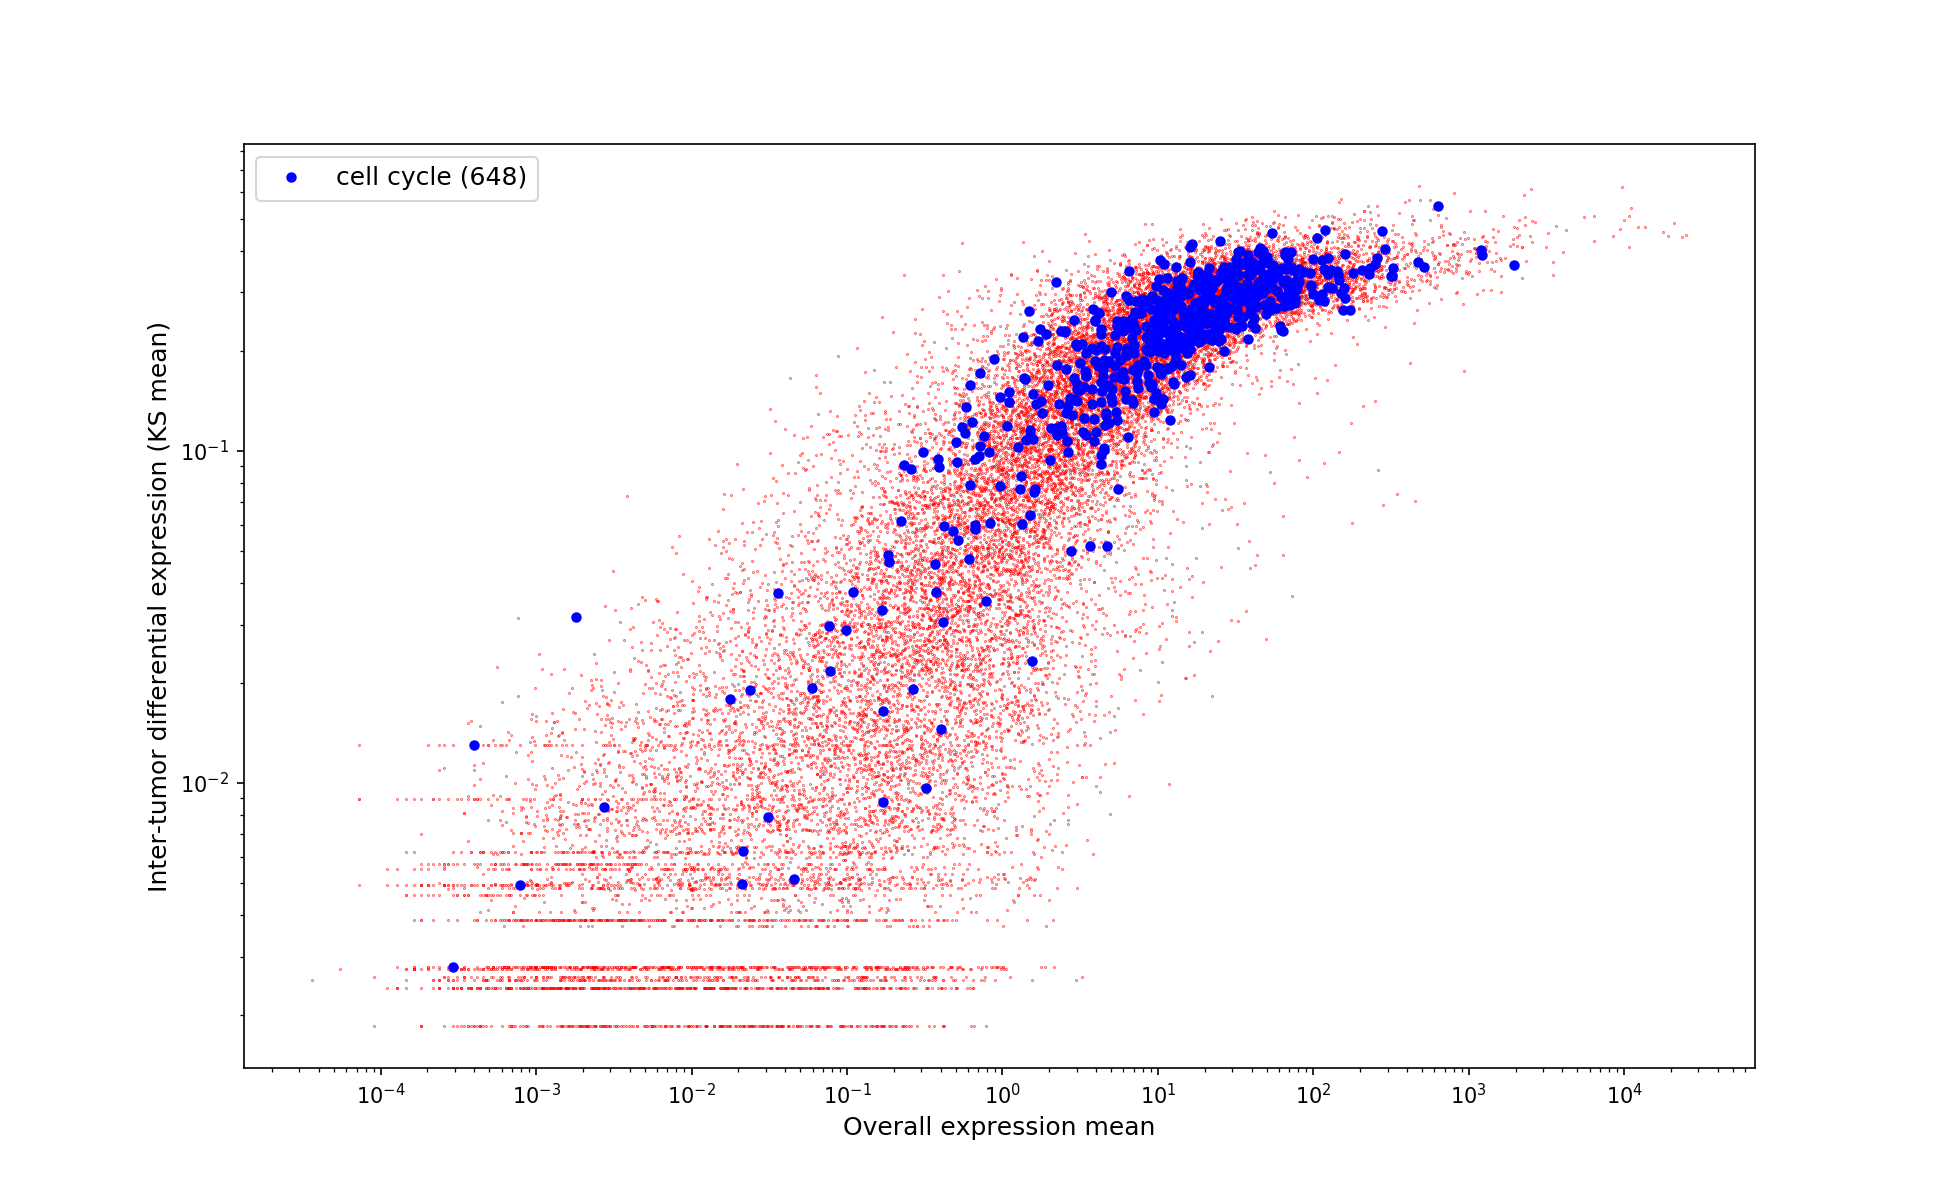 cell cycle (648)
Inter-tumor differential expression (KS mean)
10⁻¹
10⁻²
10⁻⁴ 10⁻³ 10⁻² 10⁻¹ 10⁰ 10¹ 10² 10³ 10⁴
Overall expression mean